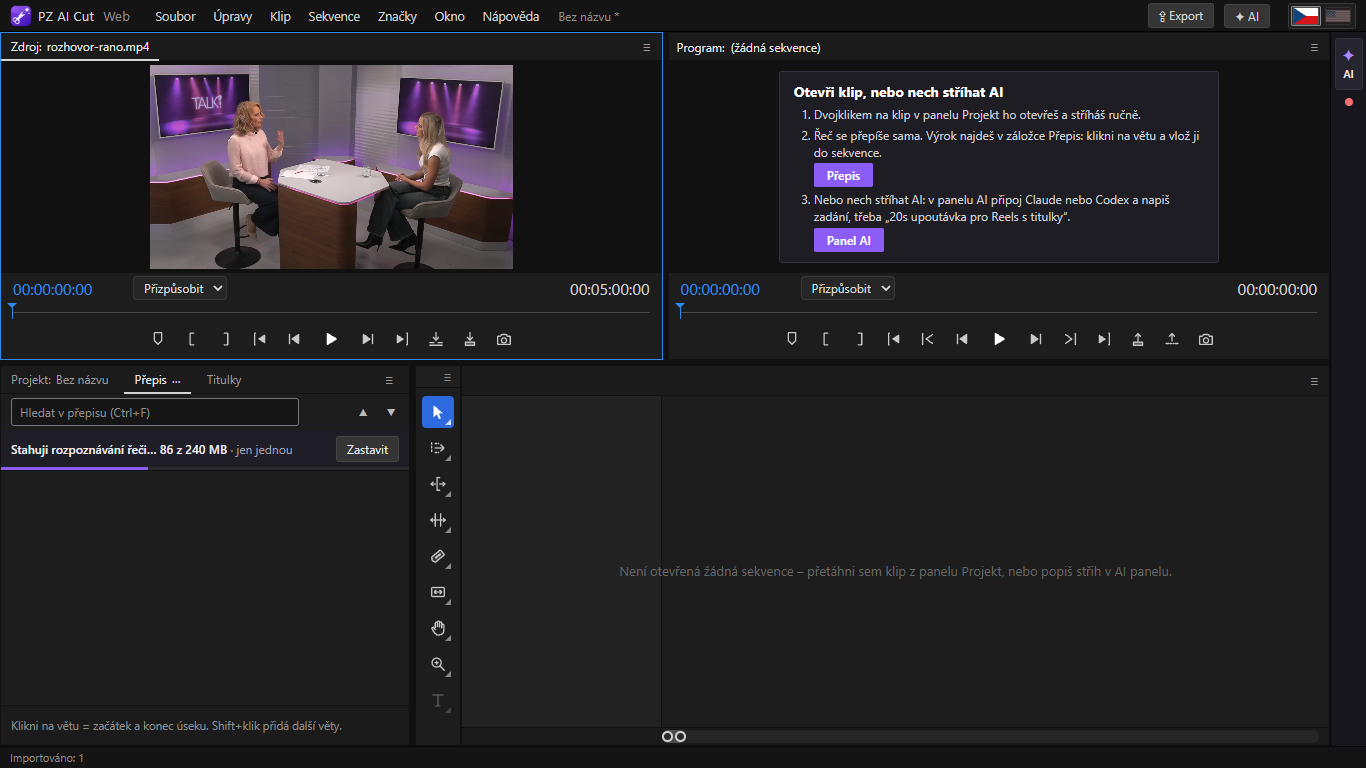 PZ AI Cut Web Soubor Úpravy Klip Sekvence Značky Okno Nápověda Bez názvu * Export AI
Zdroj: rozhovor-rano.mp4
TALK?
00:00:00:00 Přizpůsobit 00:05:00:00
Program: (žádná sekvence)
Otevři klip, nebo nech stříhat AI
1. Dvojklikem na klip v panelu Projekt ho otevřeš a stříháš ručně.
2. Řeč se přepíše sama. Výrok najdeš v záložce Přepis: klikni na větu a vlož ji
do sekvence.
Přepis
3. Nebo nech stříhat AI: v panelu AI připoj Claude nebo Codex a napiš
zadání, třeba „20s upoutávka pro Reels s titulky“.
Panel AI
00:00:00:00 Přizpůsobit 00:00:00:00
AI
Projekt: Bez názvu Přepis ... Titulky
Hledat v přepisu (Ctrl+F)
Stahuji rozpoznávání řeči... 86 z 240 MB · jen jednou Zastavit
Klikni na větu = začátek a konec úseku. Shift+klik přidá další věty.
Není otevřená žádná sekvence – přetáhni sem klip z panelu Projekt, nebo popiš střih v AI panelu.
Importováno: 1